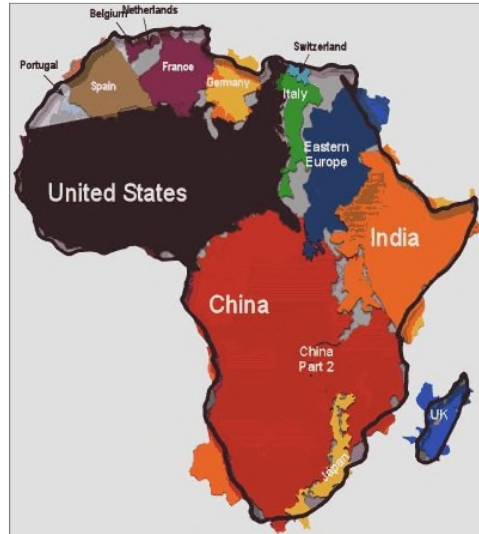 Netherlands
Belgium
Switzerland
Portugal
Spain
France
Germany
Italy
Eastern
Europe
United States
India
China
China
Part 2
UK
Japan